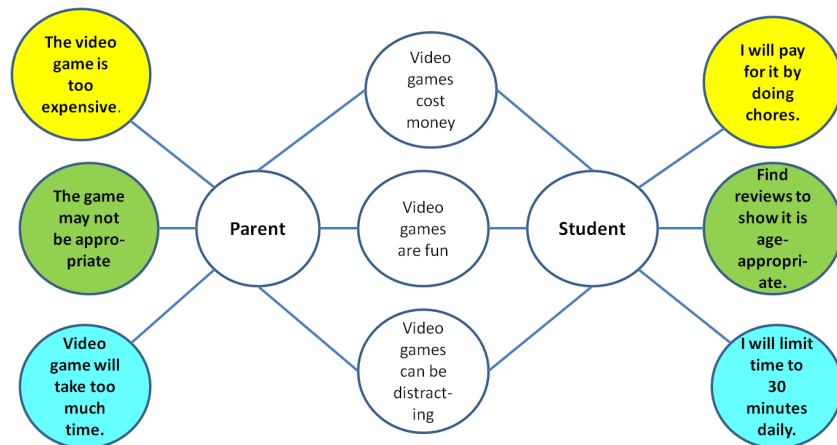 The video
game is
too
expensive.
Video
games
cost
money
I will pay
for it by
doing
chores.
The game
may not
be appro-
priate
Parent
Video
games
are fun
Student
Find
reviews to
show it is
age-
appropri-
ate.
Video
game will
take too
much
time.
Video
games
can be
distract-
ing
I will limit
time to
30
minutes
daily.